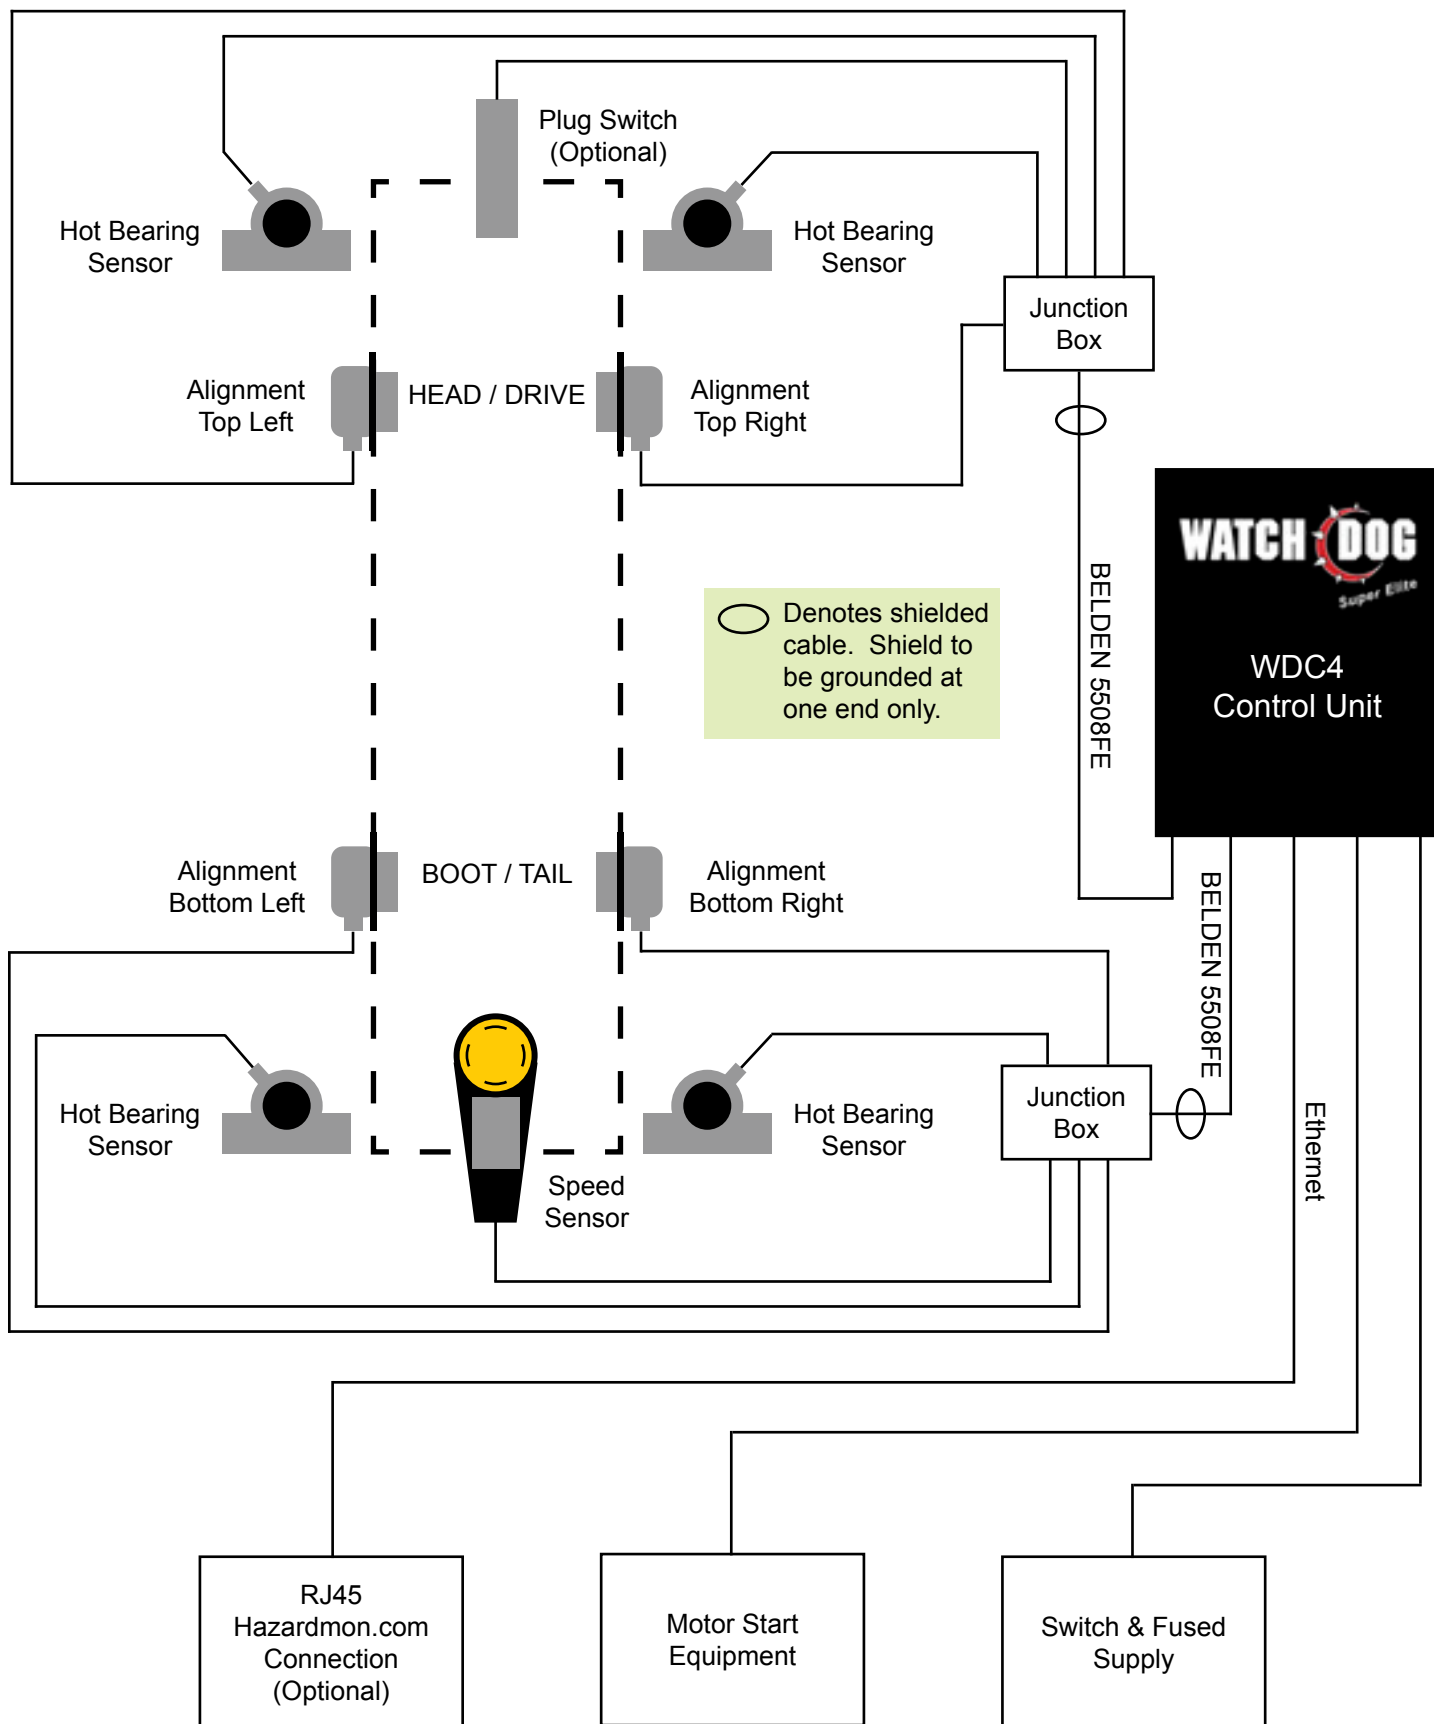 Plug Switch
(Optional)
Hot Bearing
Sensor
Hot Bearing
Sensor
Junction
Box
Alignment
Top Left
HEAD / DRIVE
Alignment
Top Right
WATCHDOG
Super Elite
WDC4
Control Unit
BELDEN 5508FE
Denotes shielded
cable. Shield to
be grounded at
one end only.
Alignment
Bottom Left
BOOT / TAIL
Alignment
Bottom Right
BELDEN 5508FE
Hot Bearing
Sensor
Hot Bearing
Sensor
Junction
Box
Ethernet
Speed
Sensor
RJ45
Hazardmon.com
Connection
(Optional)
Motor Start
Equipment
Switch & Fused
Supply